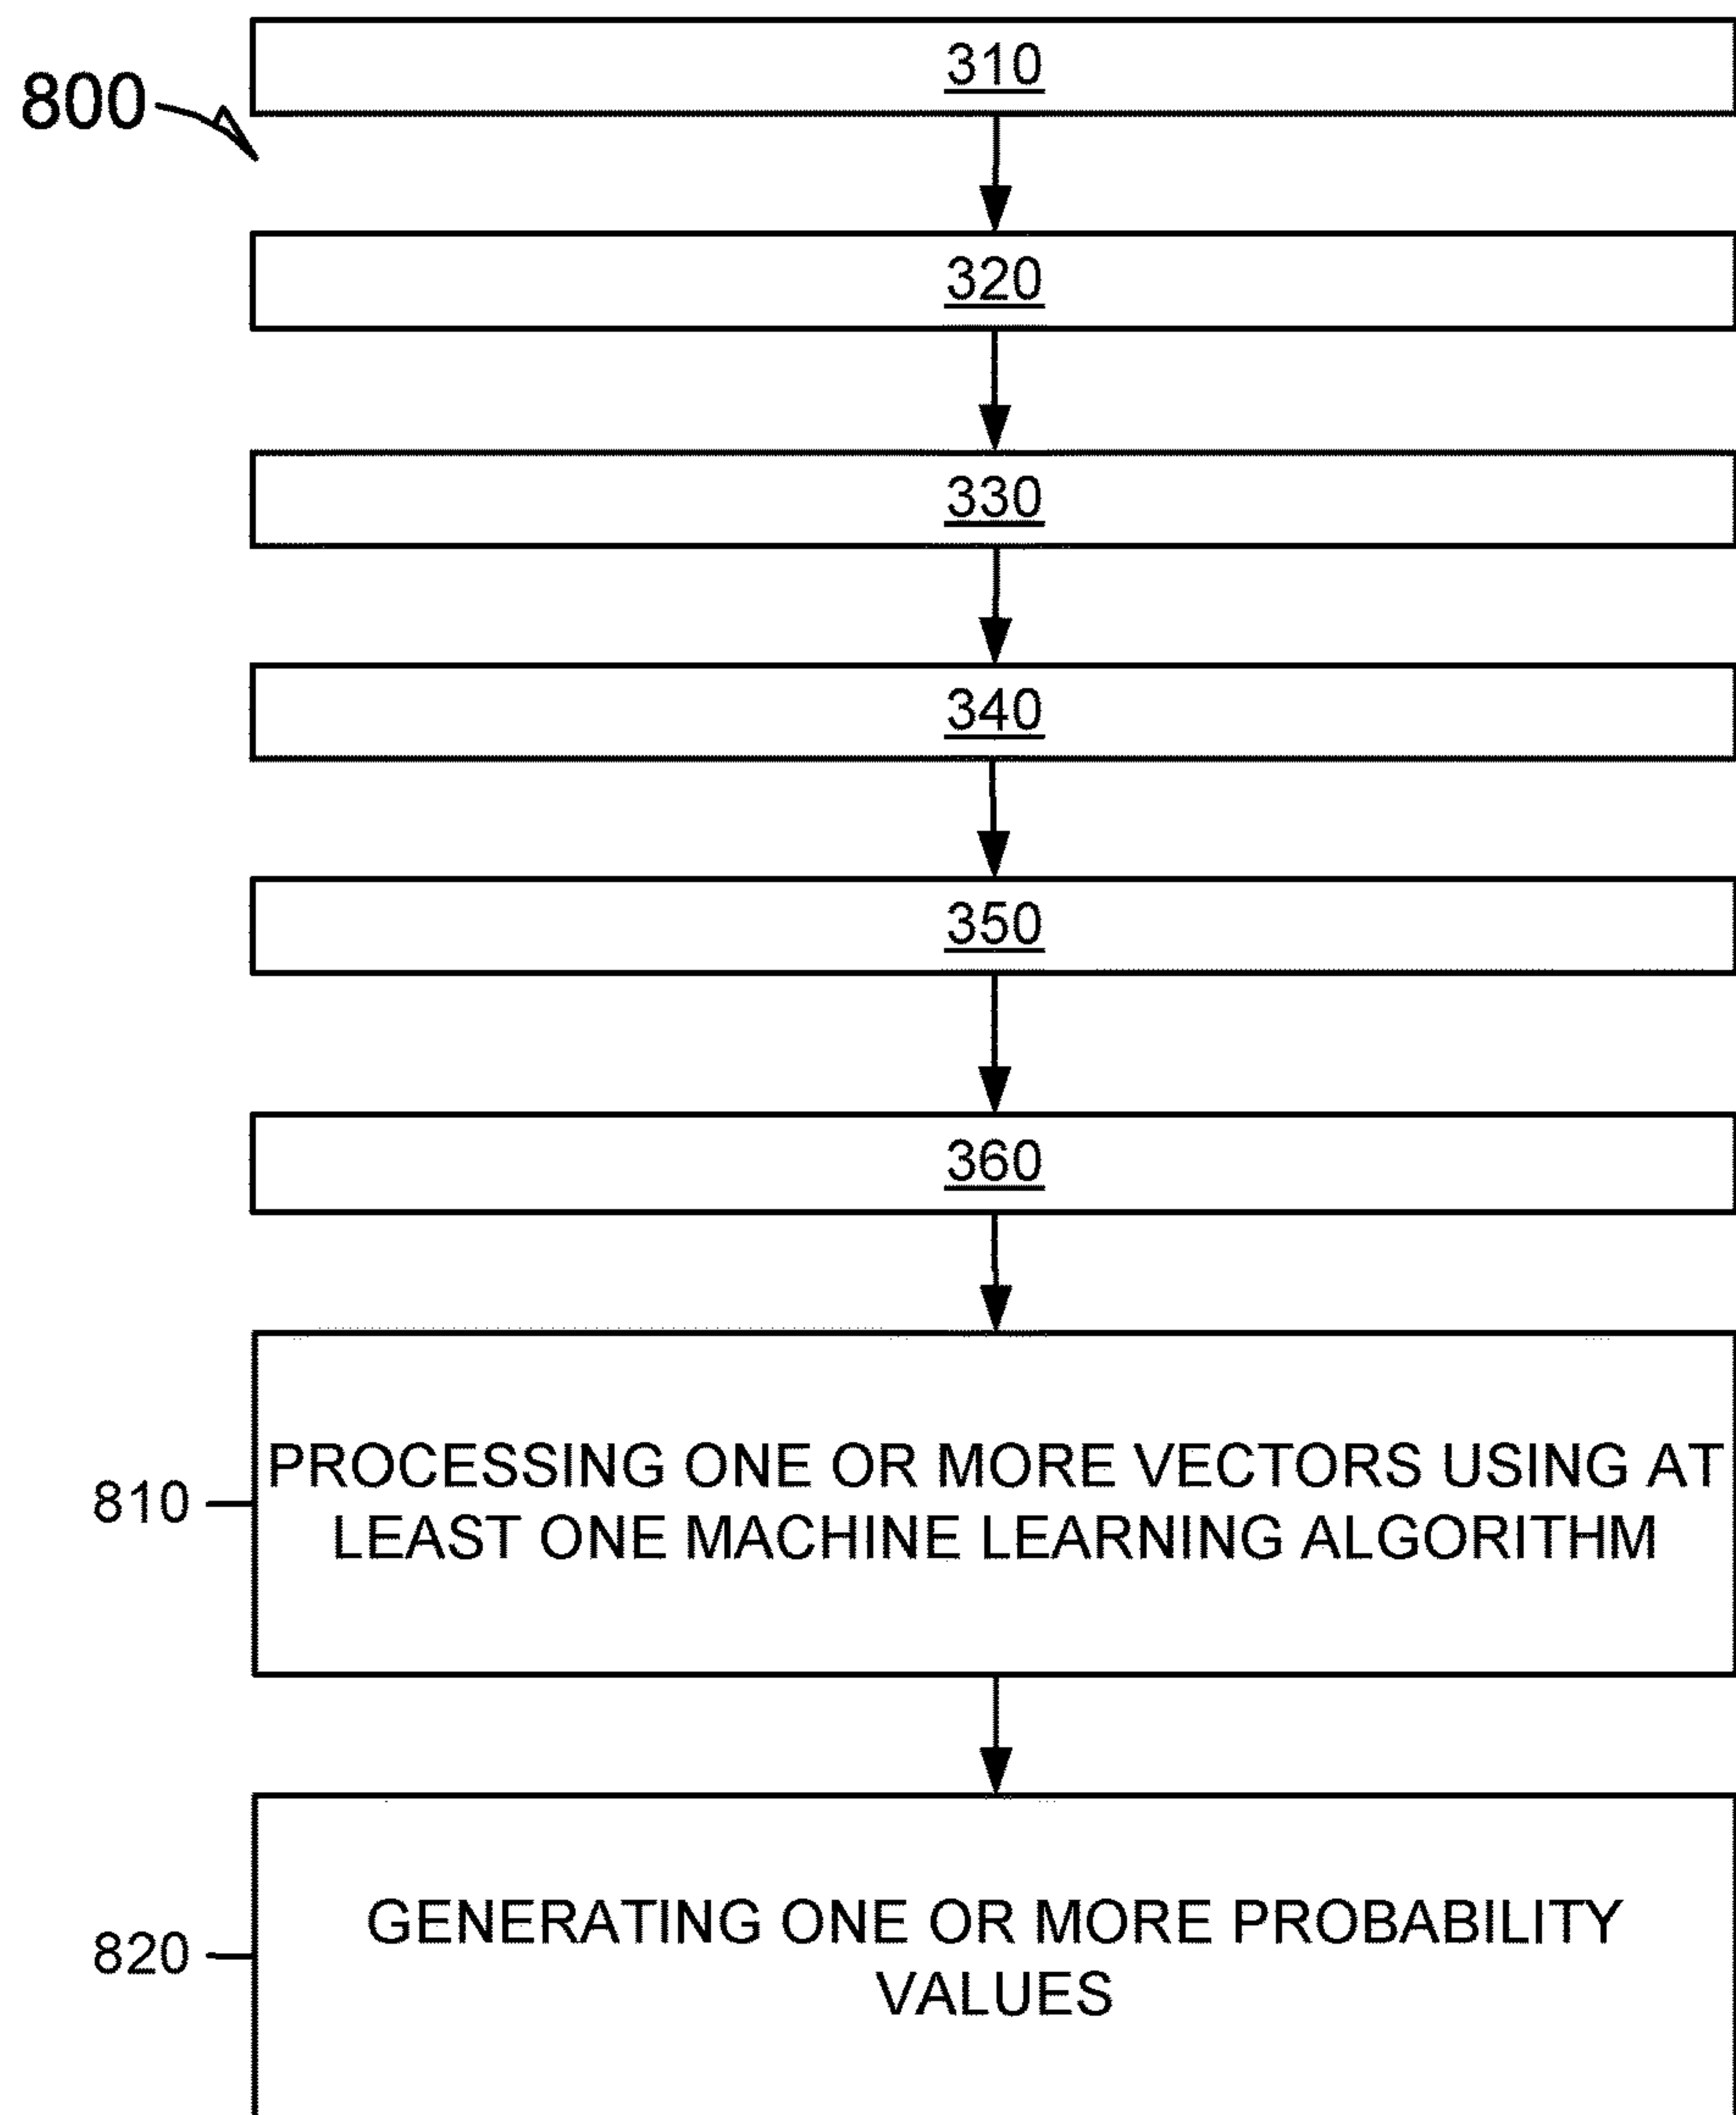 310
800
320
330
340
350
360
PROCESSING ONE OR MORE VECTORS USING AT
810
LEAST ONE MACHINE LEARNING ALGORITHM
GENERATING ONE OR MORE PROBABILITY
820
VALUES